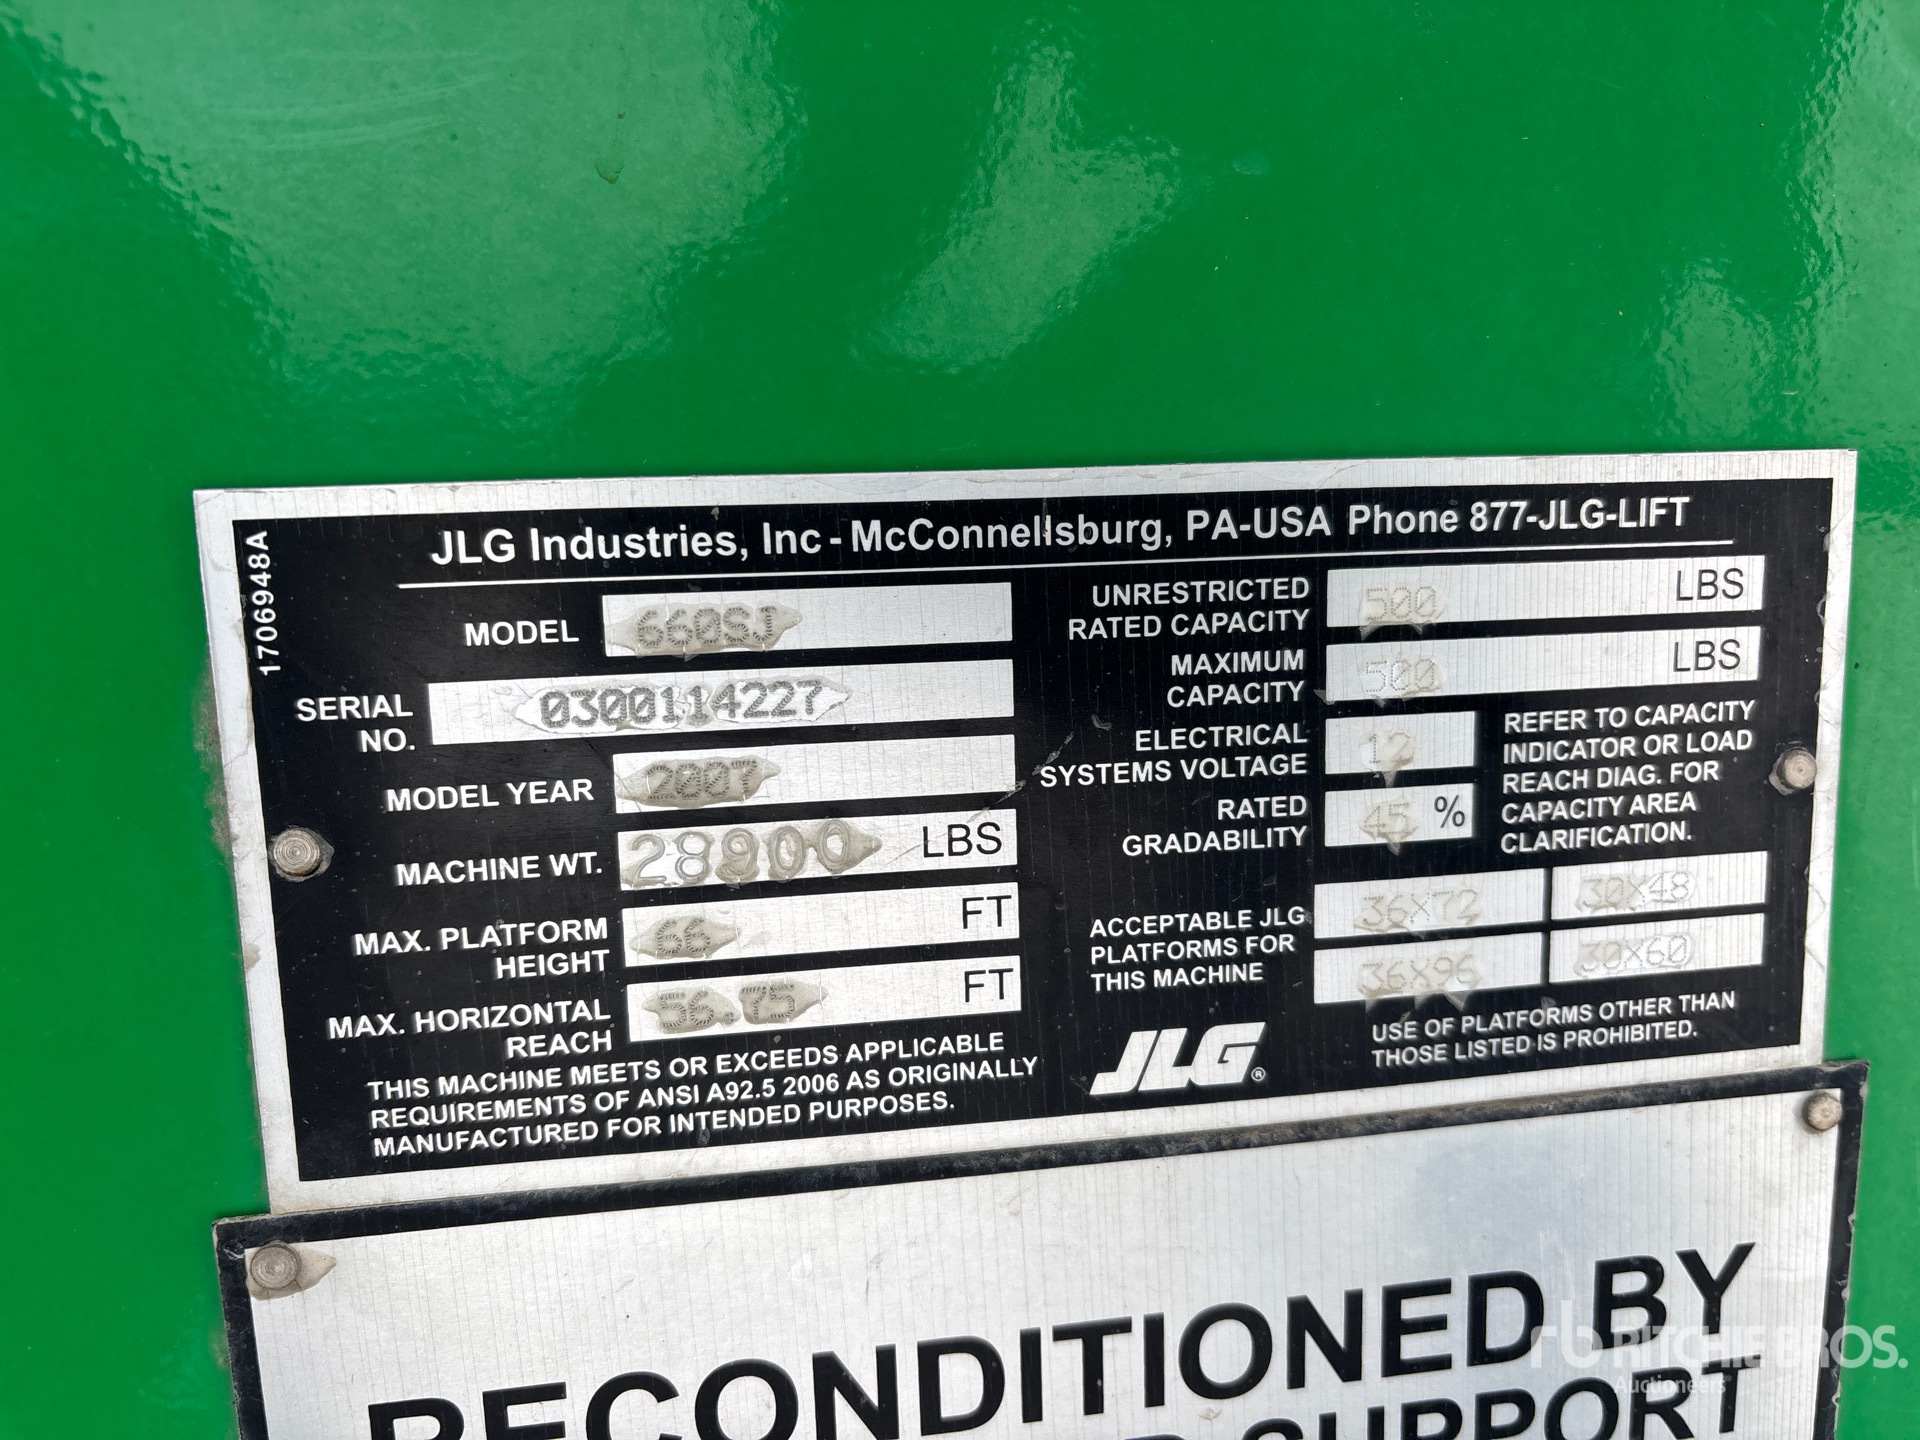 JLG Industries, Inc - McConnellsburg, PA-USA Phone 877-JLG-LIFT
17069948A
MODEL 660SJ
SERIAL NO. 0300114227
MODEL YEAR 2007
MACHINE WT. 28900 LBS
MAX. PLATFORM HEIGHT 66 FT
MAX. HORIZONTAL REACH 56.75 FT
THIS MACHINE MEETS OR EXCEEDS APPLICABLE
REQUIREMENTS OF ANSI A92.5 2006 AS ORIGINALLY
MANUFACTURED FOR INTENDED PURPOSES.
UNRESTRICTED RATED CAPACITY 500 LBS
MAXIMUM CAPACITY 500 LBS
ELECTRICAL SYSTEMS VOLTAGE 12
RATED GRADABILITY 45 %
REFER TO CAPACITY
INDICATOR OR LOAD
REACH DIAG. FOR
CAPACITY AREA
CLARIFICATION.
ACCEPTABLE JLG
PLATFORMS FOR
THIS MACHINE
36X72 30X48
36X96 30X60
USE OF PLATFORMS OTHER THAN
THOSE LISTED IS PROHIBITED.
JLG®
RECONDITIONED BY
SUPPORT
RITCHIE BROS.
Auctioneers